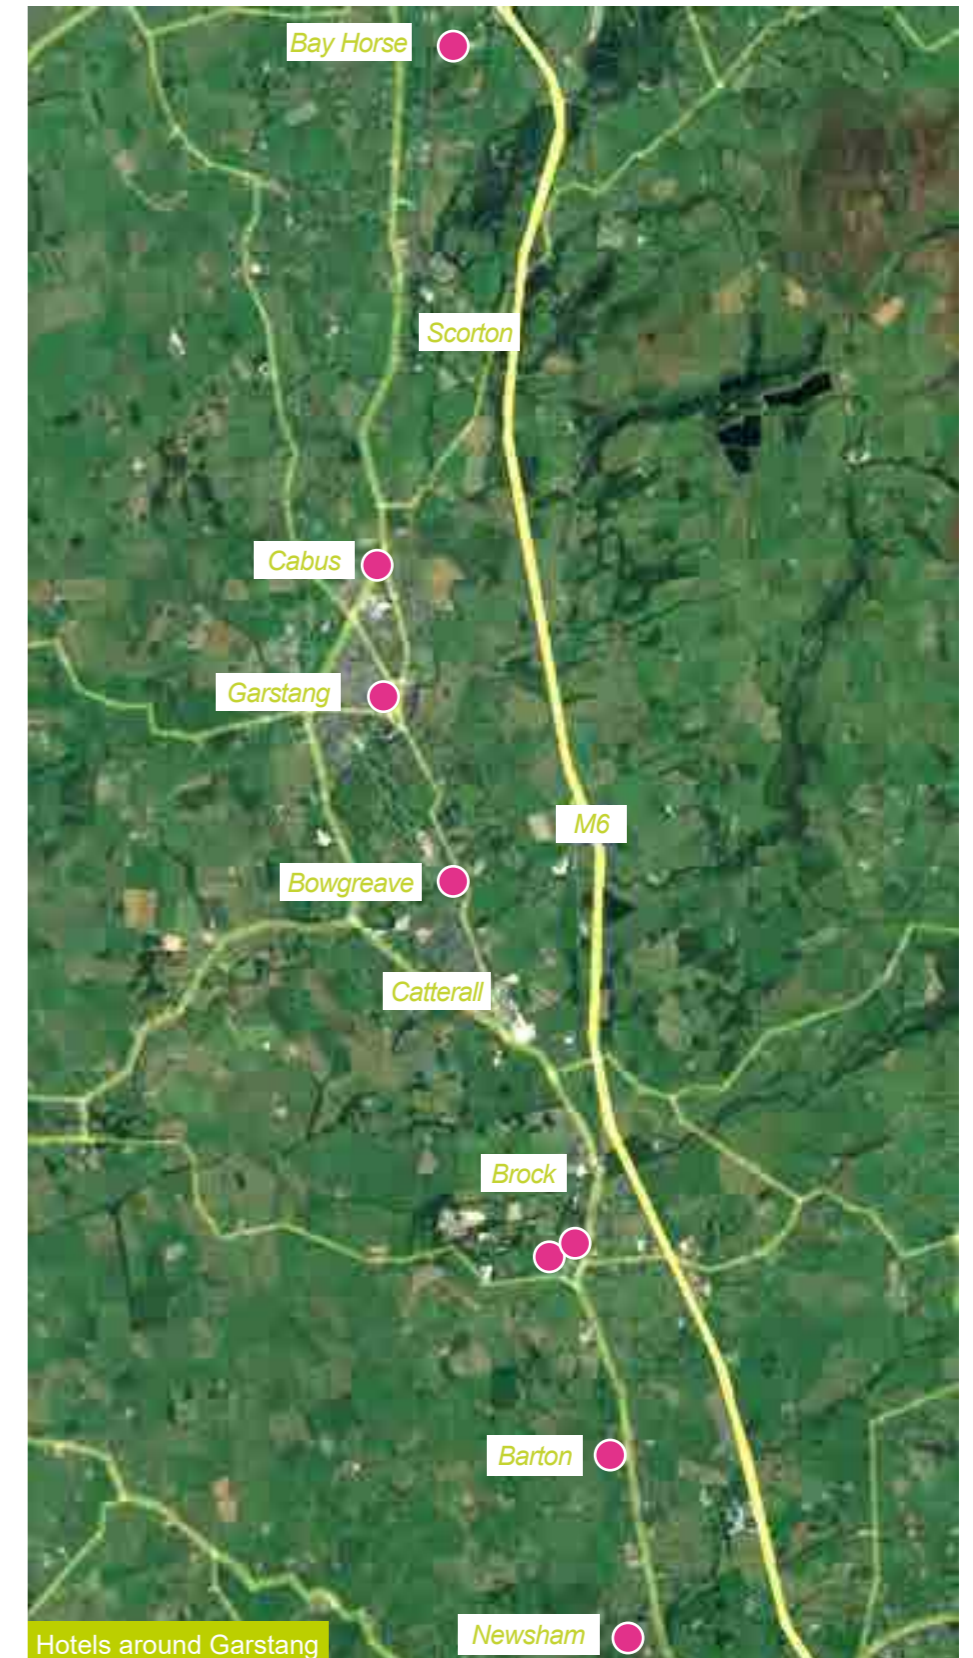 Bay Horse
Scorton
Cabus
Garstang
M6
Bowgreave
Catterall
Brock
Barton
Newsham
Hotels around Garstang